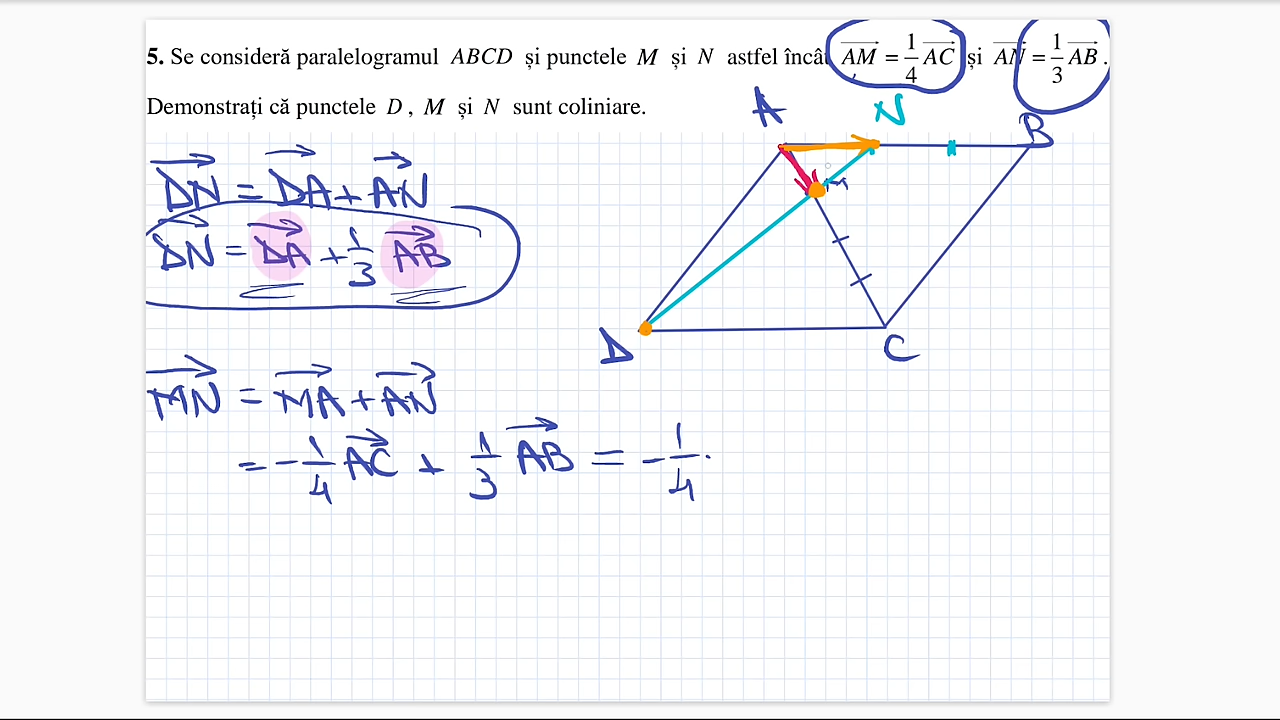 5. Se consideră paralelogramul ABCD și punctele M și N astfel încât AM = 1/4 AC și AN = 1/3 AB.
Demonstrați că punctele D, M și N sunt coliniare.
A N B
DN = DA + AN
M
DN = DA + 1/3 AB
D C
MN = MA + AN
= -1/4 AC + 1/3 AB = -1/4 ·